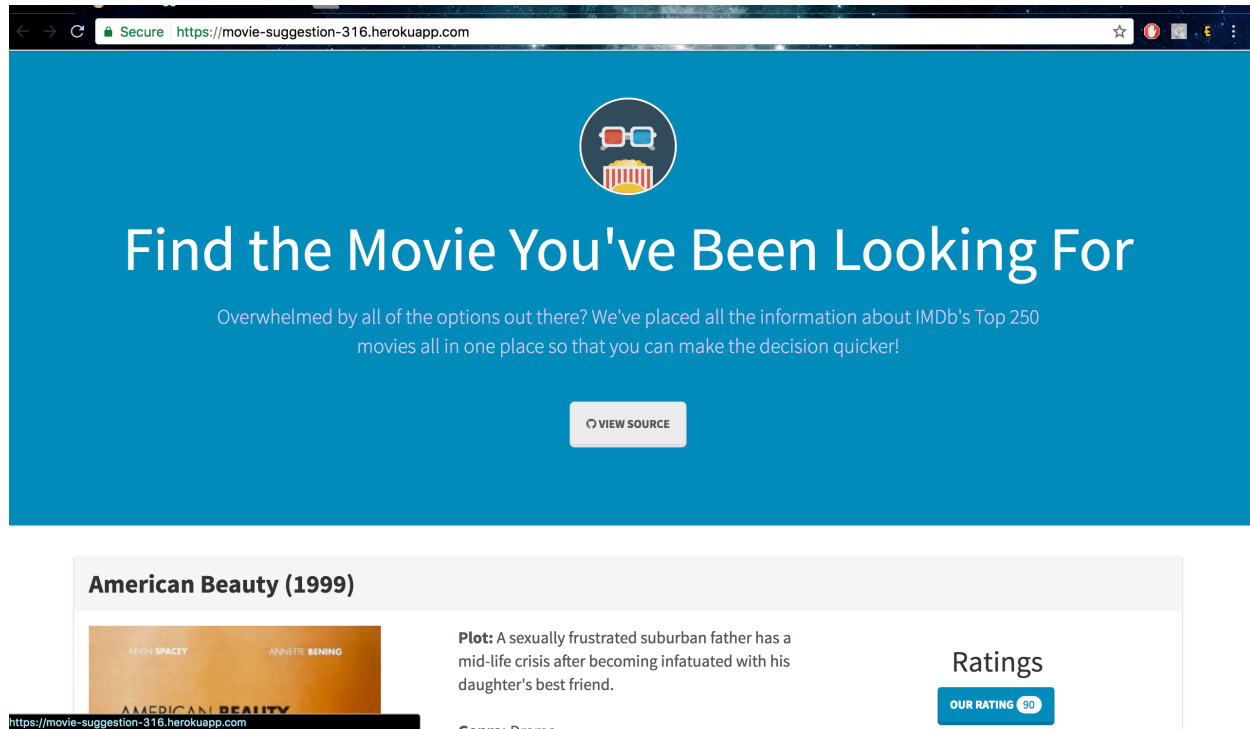 Secure https://movie-suggestion-316.herokuapp.com
Find the Movie You've Been Looking For
Overwhelmed by all of the options out there? We've placed all the information about IMDb's Top 250
movies all in one place so that you can make the decision quicker!
VIEW SOURCE
American Beauty (1999)
KEVIN SPACEY ANNETTE BENING
AMERICAN BEAUTY
Plot: A sexually frustrated suburban father has a
mid-life crisis after becoming infatuated with his
daughter's best friend.
Genre: Drama
Ratings
OUR RATING 90
https://movie-suggestion-316.herokuapp.com